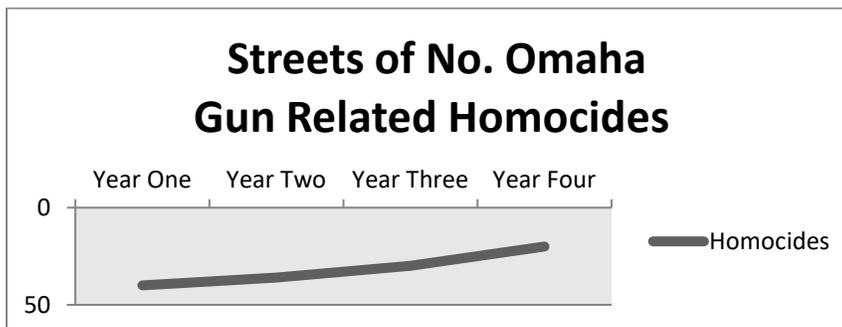 Streets of No. Omaha
Gun Related Homocides
Year One Year Two Year Three Year Four
0
Homocides
50